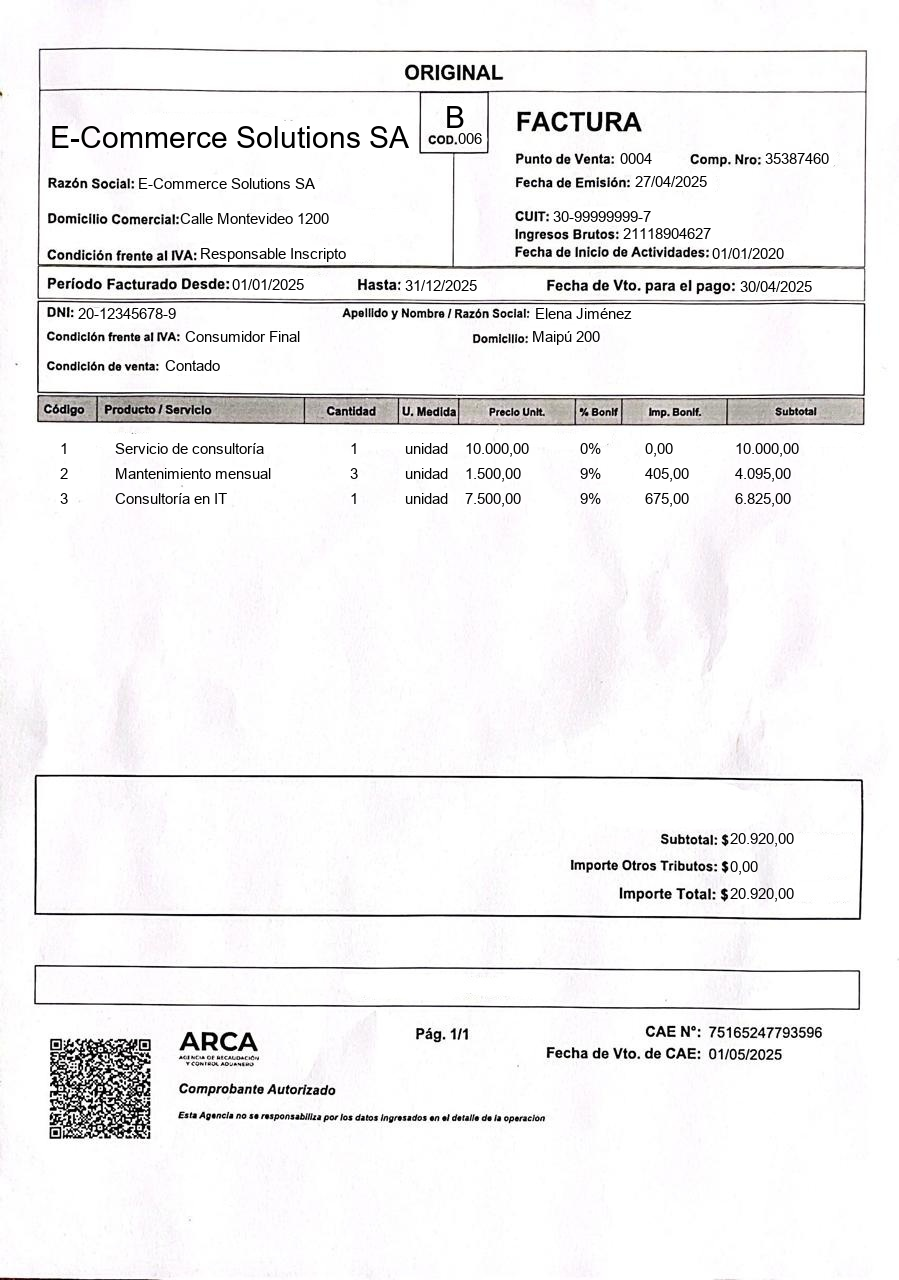 ORIGINAL
E-Commerce Solutions SA
B
COD.006
FACTURA
Punto de Venta: 0004 Comp. Nro: 35387460
Razón Social: E-Commerce Solutions SA
Fecha de Emisión: 27/04/2025
Domicilio Comercial:Calle Montevideo 1200
CUIT: 30-99999999-7
Ingresos Brutos: 21118904627
Condición frente al IVA: Responsable Inscripto
Fecha de Inicio de Actividades: 01/01/2020
Período Facturado Desde: 01/01/2025 Hasta: 31/12/2025 Fecha de Vto. para el pago: 30/04/2025
DNI: 20-12345678-9 Apellido y Nombre / Razón Social: Elena Jiménez
Condición frente al IVA: Consumidor Final Domicilio: Maipú 200
Condición de venta: Contado
Código Producto / Servicio Cantidad U. Medida Precio Unit. % Bonif Imp. Bonif. Subtotal
1 Servicio de consultoría 1 unidad 10.000,00 0% 0,00 10.000,00
2 Mantenimiento mensual 3 unidad 1.500,00 9% 405,00 4.095,00
3 Consultoría en IT 1 unidad 7.500,00 9% 675,00 6.825,00
Subtotal: $20.920,00
Importe Otros Tributos: $0,00
Importe Total: $20.920,00
ARCA
AGENCIA DE RECAUDACIÓN
Y CONTROL ADUANERO
Pág. 1/1
CAE N°: 75165247793596
Fecha de Vto. de CAE: 01/05/2025
Comprobante Autorizado
Esta Agencia no se responsabiliza por los datos ingresados en el detalle de la operación